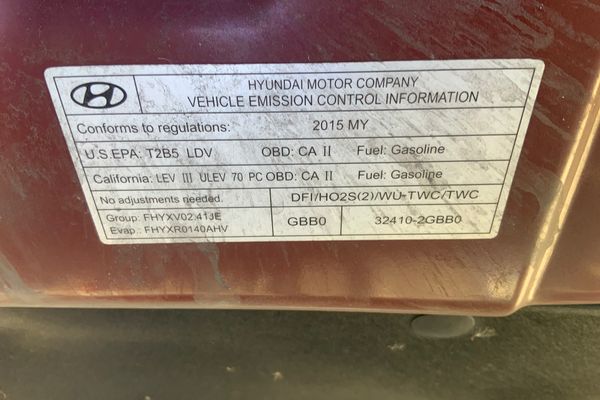 HYUNDAI MOTOR COMPANY
VEHICLE EMISSION CONTROL INFORMATION
Conforms to regulations: 2015 MY
U.S.EPA: T2B5 LDV OBD: CA II Fuel: Gasoline
California: LEV III ULEV 70 PC OBD: CA II Fuel: Gasoline
No adjustments needed. DFI/HO2S(2)/WU-TWC/TWC
Group: FHYXV02.41JE GBB0 32410-2GBB0
Evap.: FHYXR0140AHV